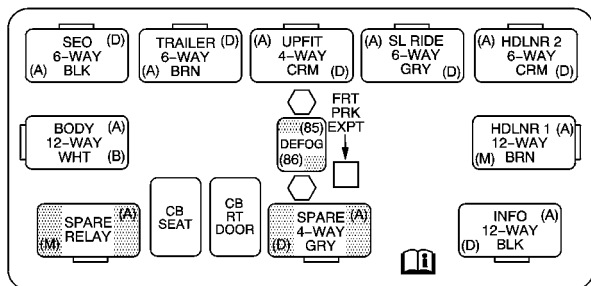 SEO (D)
6-WAY
(A) BLK
TRAILER (D)
6-WAY
(A) BRN
(A) UPFIT
4-WAY
CRM (D)
(A) SL RIDE
6-WAY
GRY (D)
(A) HDLNR 2
6-WAY
CRM (D)
BODY (A)
12-WAY
WHT (B)
(85)
DEFOG
(86)
FRT
PRK
EXPT
HDLNR 1 (A)
12-WAY
(M) BRN
SPARE (A)
(M) RELAY
CB
SEAT
CB
RT
DOOR
SPARE (A)
4-WAY
(D) GRY
INFO (A)
12-WAY
(D) BLK
i